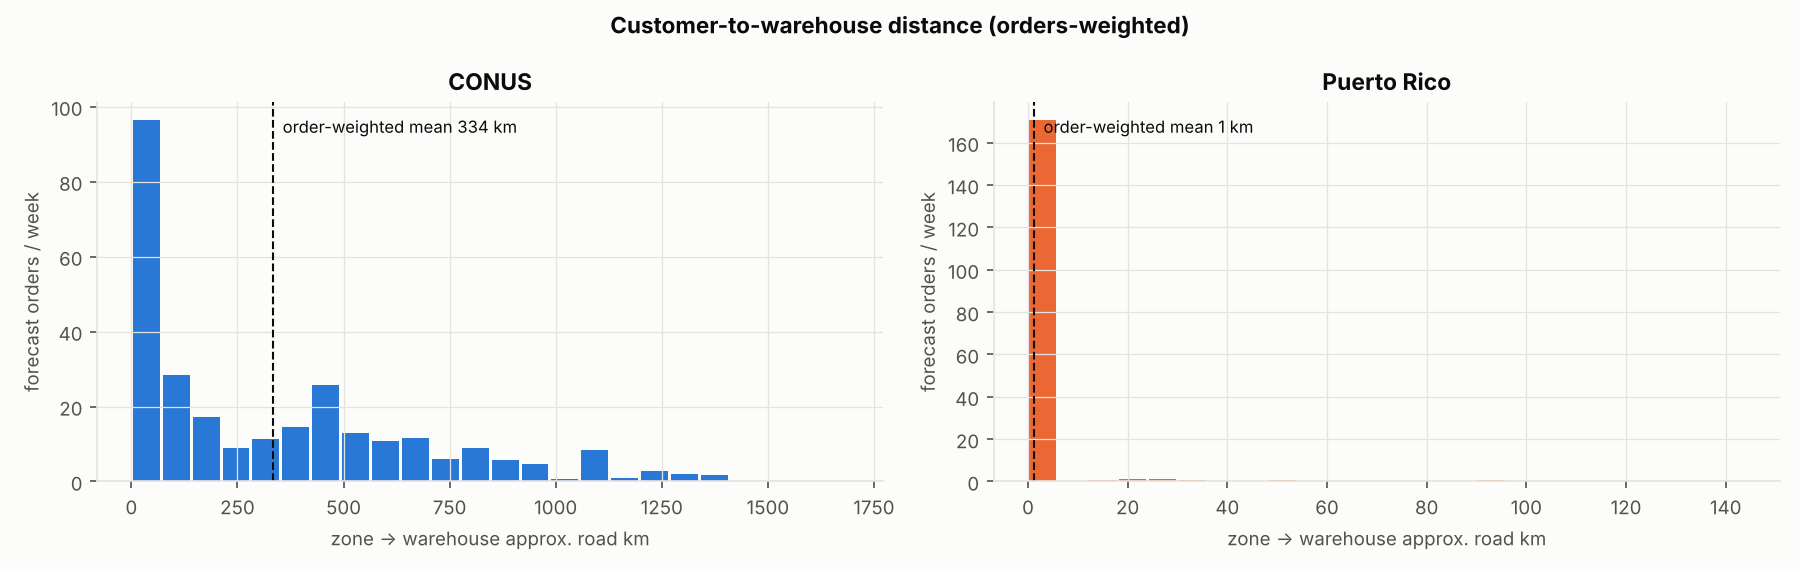 Customer-to-warehouse distance (orders-weighted)
CONUS
forecast orders / week
100
80
60
40
20
0
order-weighted mean 334 km
0 250 500 750 1000 1250 1500 1750
zone → warehouse approx. road km
Puerto Rico
forecast orders / week
160
140
120
100
80
60
40
20
0
order-weighted mean 1 km
0 20 40 60 80 100 120 140
zone → warehouse approx. road km